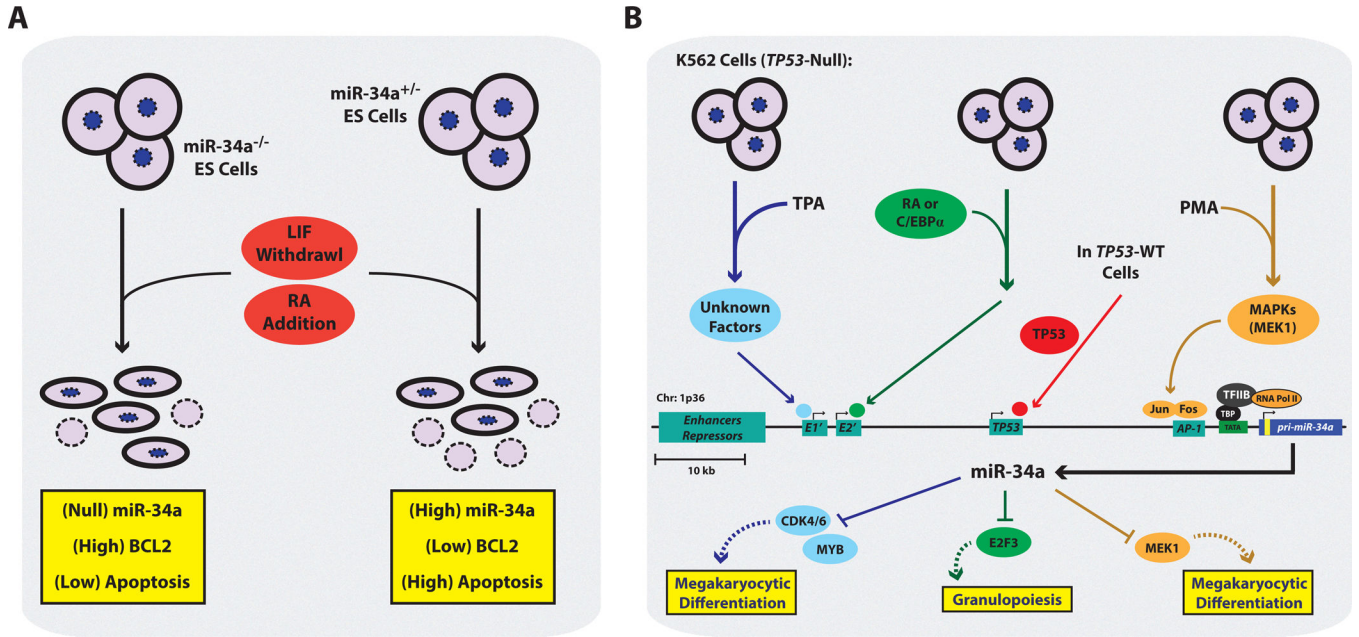 A
miR-34a-/-
ES Cells
miR-34a+/-
ES Cells
LIF
Withdrawl
RA
Addition
(Null) miR-34a
(High) BCL2
(Low) Apoptosis
(High) miR-34a
(Low) BCL2
(High) Apoptosis
B
K562 Cells (TP53-Null):
TPA
RA or
C/EBPα
PMA
In TP53-WT
Cells
Unknown
Factors
TP53
MAPKs
(MEK1)
Chr: 1p36
Enhancers
Repressors
10 kb
E1'
E2'
TP53
Jun
Fos
AP-1
TFIIB
RNA Pol II
TBP
TATA
pri-miR-34a
miR-34a
CDK4/6
MYB
E2F3
MEK1
Megakaryocytic
Differentiation
Granulopoiesis
Megakaryocytic
Differentiation